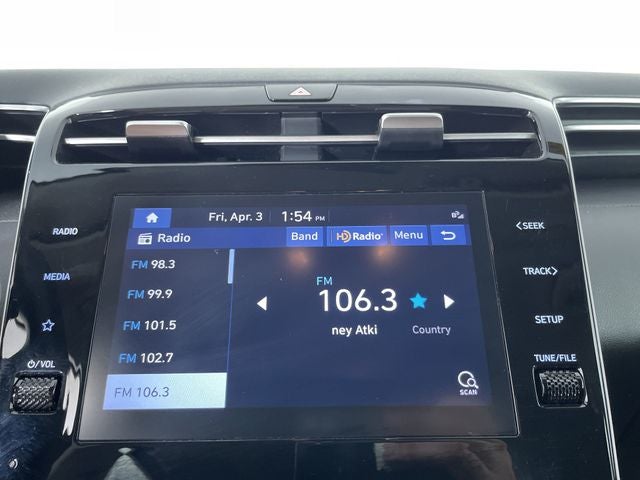 Fri, Apr. 3 1:54 PM
Radio Band HD Radio Menu
RADIO
MEDIA
VOL
FM 98.3
FM 99.9
FM 101.5
FM 102.7
FM 106.3
FM
106.3
ney Atki Country
SCAN
<SEEK
TRACK>
SETUP
TUNE/FILE